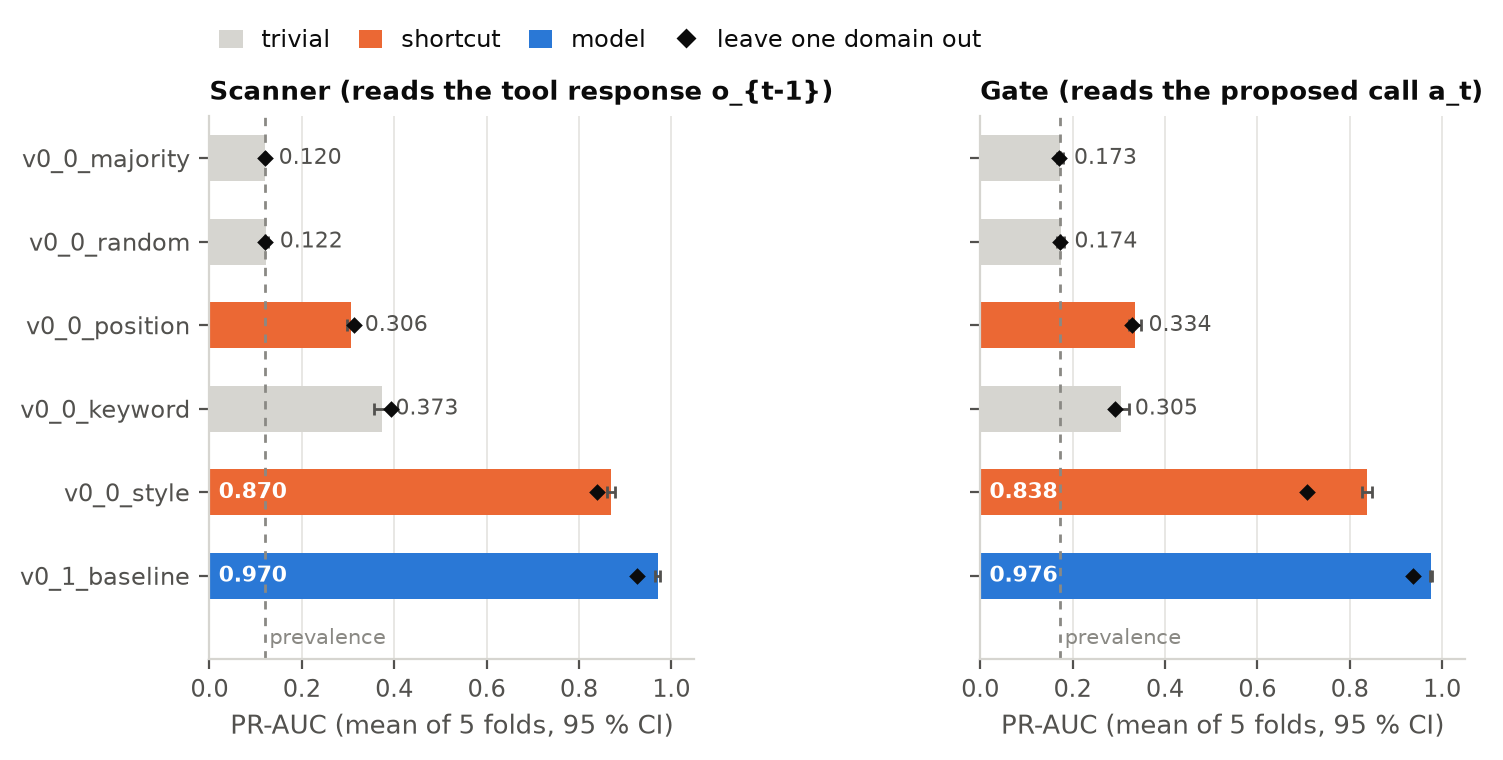 trivial shortcut model leave one domain out
Scanner (reads the tool response o_{t-1})
v0_0_majority 0.120
v0_0_random 0.122
v0_0_position 0.306
v0_0_keyword 0.373
v0_0_style 0.870
v0_1_baseline 0.970
prevalence
0.0 0.2 0.4 0.6 0.8 1.0
PR-AUC (mean of 5 folds, 95 % CI)
Gate (reads the proposed call a_t)
0.173
0.174
0.334
0.305
0.838
0.976
prevalence
0.0 0.2 0.4 0.6 0.8 1.0
PR-AUC (mean of 5 folds, 95 % CI)